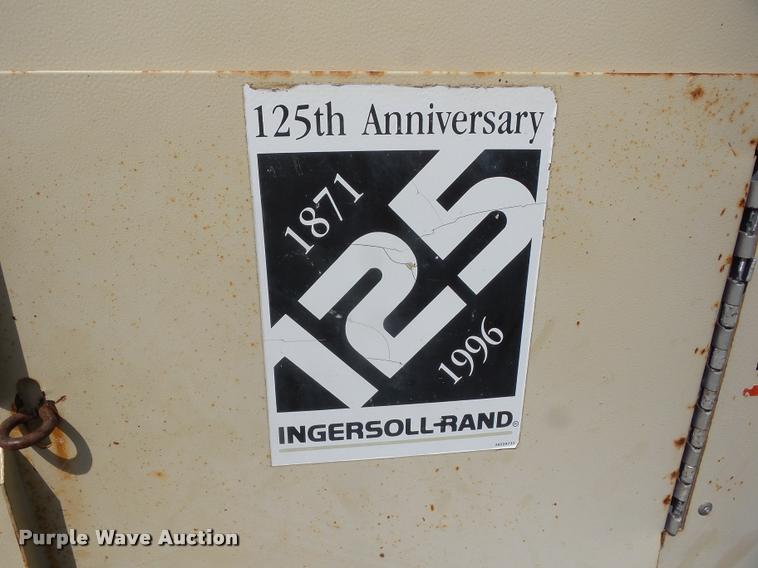 125th Anniversary
1871
125
1996
INGERSOLL-RAND®
Purple Wave Auction